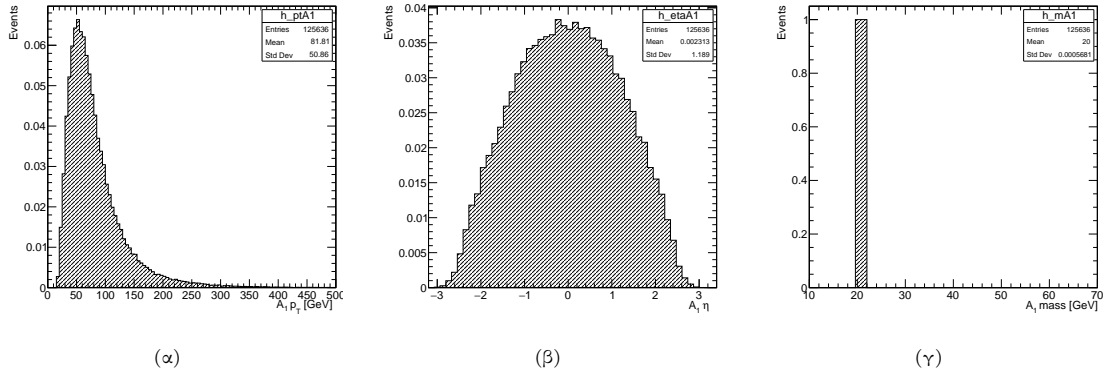 Events
h_ptA1
Entries 125636
Mean 81.81
Std Dev 50.86
0.06
0.05
0.04
0.03
0.02
0.01
0
0 50 100 150 200 250 300 350 400 450 500
A1 pT [GeV]
(α)
Events
h_etaA1
Entries 125636
Mean 0.002313
Std Dev 1.189
0.04
0.035
0.03
0.025
0.02
0.015
0.01
0.005
0
−3 −2 −1 0 1 2 3
A1 η
(β)
Events
h_mA1
Entries 125636
Mean 20
Std Dev 0.0005681
1
0.8
0.6
0.4
0.2
0
10 20 30 40 50 60 70
A1 mass [GeV]
(γ)